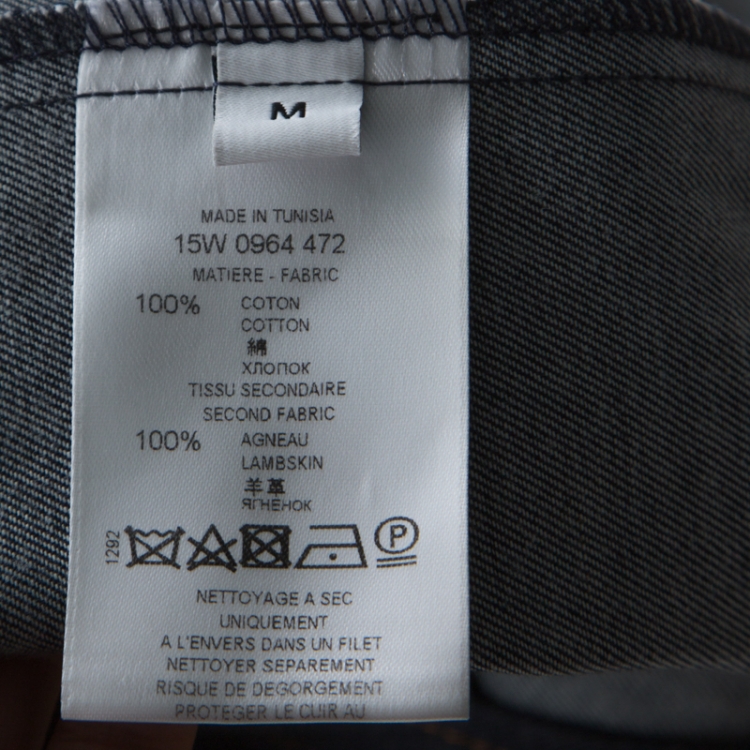 M
MADE IN TUNISIA
15W 0964 472
MATIERE - FABRIC
100% COTON
COTTON
綿
ХЛОПОК
TISSU SECONDAIRE
SECOND FABRIC
100% AGNEAU
LAMBSKIN
羊革
ЯГНЕНОК
1292
P
NETTOYAGE A SEC
UNIQUEMENT
A L'ENVERS DANS UN FILET
NETTOYER SEPAREMENT
RISQUE DE DEGORGEMENT
PROTEGER LE CUIR AU